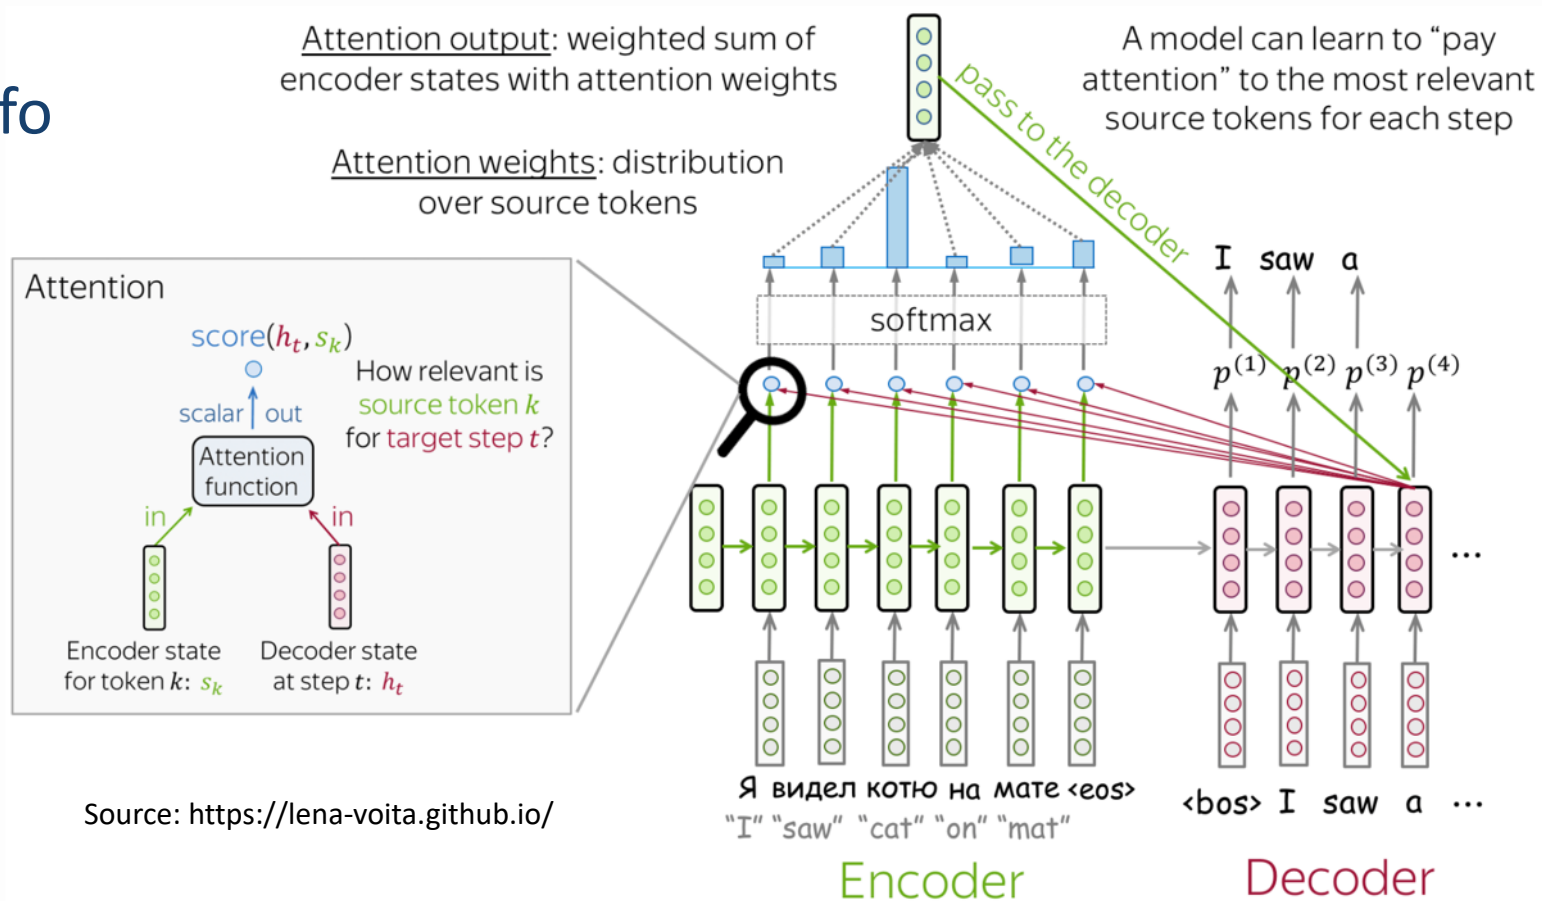 Attention output: weighted sum of
encoder states with attention weights
A model can learn to “pay
attention” to the most relevant
source tokens for each step
fo
Attention weights: distribution
over source tokens
pass to the decoder
I saw a
softmax
p(1) p(2) p(3) p(4)
Attention
score(ht, sk)
How relevant is
source token k
for target step t?
scalar out
Attention
function
in in
Encoder state
for token k: sk
Decoder state
at step t: ht
...
Я видел котю на мате <eos>
“I” “saw” “cat” “on” “mat”
<bos> I saw a ...
Source: https://lena-voita.github.io/
Encoder
Decoder